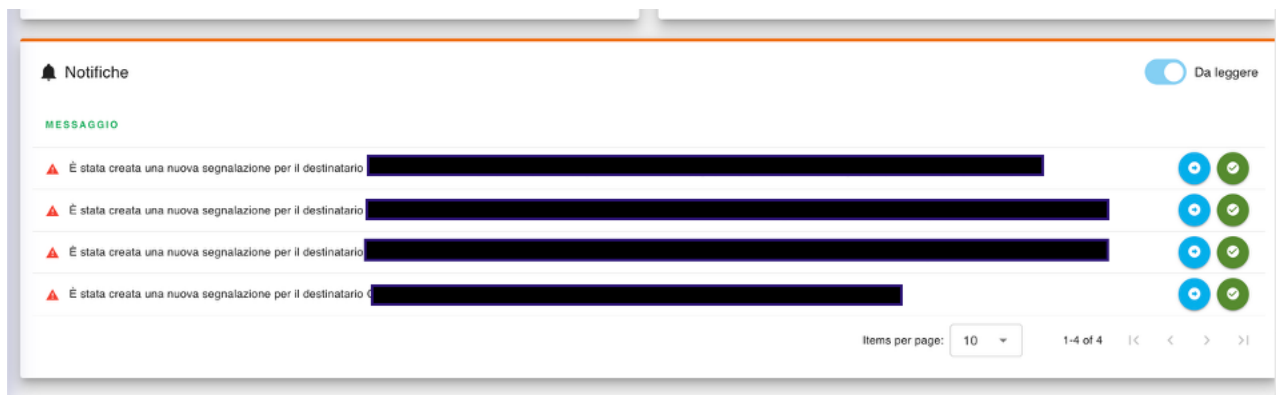 Notifiche
Da leggere
MESSAGGIO
È stata creata una nuova segnalazione per il destinatario
È stata creata una nuova segnalazione per il destinatario
È stata creata una nuova segnalazione per il destinatario
È stata creata una nuova segnalazione per il destinatario
Items per page: 10 1-4 of 4